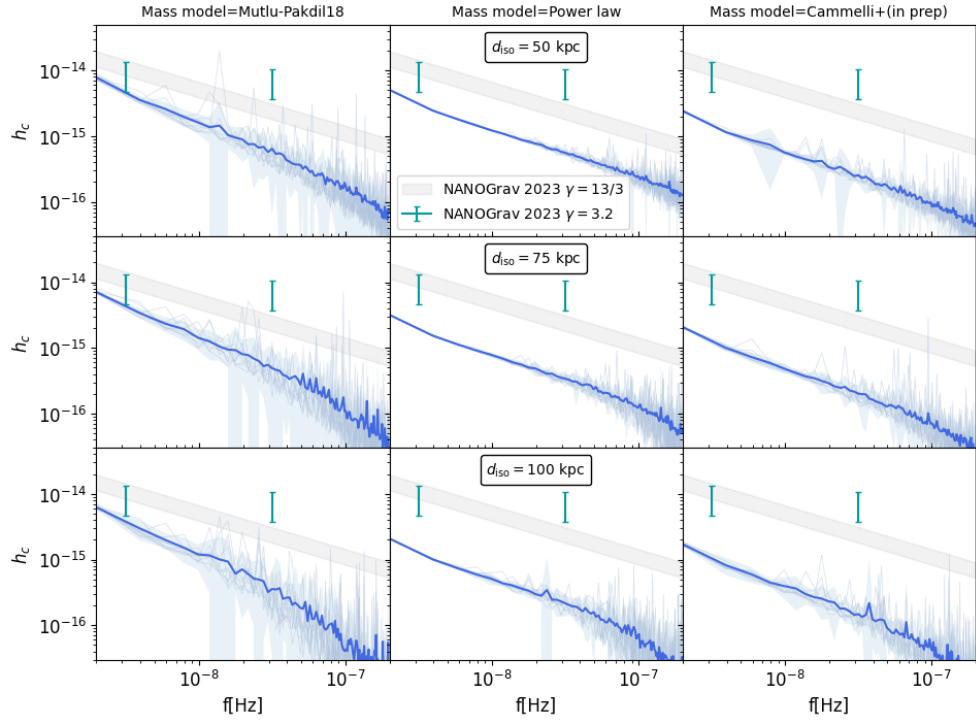 Mass model=Mutlu-Pakdil18 Mass model=Power law Mass model=Cammelli+(in prep)
d_iso = 50 kpc
10⁻¹⁴
10⁻¹⁵
10⁻¹⁶
h_c
NANOGrav 2023 γ = 13/3
NANOGrav 2023 γ = 3.2
d_iso = 75 kpc
10⁻¹⁴
10⁻¹⁵
10⁻¹⁶
h_c
d_iso = 100 kpc
10⁻¹⁴
10⁻¹⁵
10⁻¹⁶
h_c
10⁻⁸ 10⁻⁷ 10⁻⁸ 10⁻⁷ 10⁻⁸ 10⁻⁷
f[Hz] f[Hz] f[Hz]